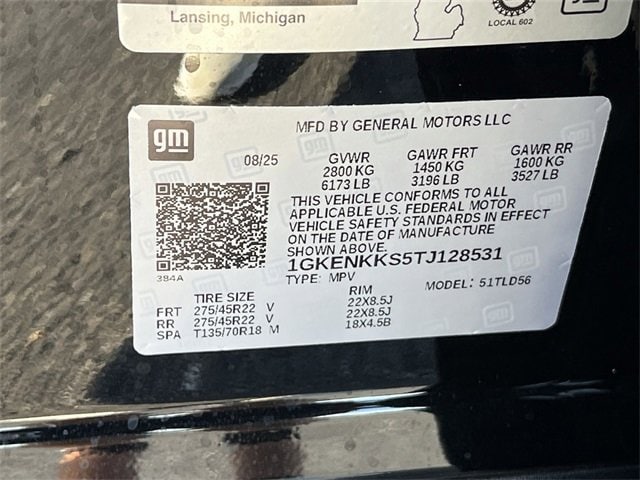 Lansing, Michigan
LOCAL 602
gm
MFD BY GENERAL MOTORS LLC
08/25
GVWR GAWR FRT GAWR RR
2800 KG 1450 KG 1600 KG
6173 LB 3196 LB 3527 LB
THIS VEHICLE CONFORMS TO ALL
APPLICABLE U.S. FEDERAL MOTOR
VEHICLE SAFETY STANDARDS IN EFFECT
ON THE DATE OF MANUFACTURE
SHOWN ABOVE.
384A
1GKENKKS5TJ128531
TYPE: MPV MODEL: 51TLD56
TIRE SIZE RIM
FRT 275/45R22 V 22X8.5J
RR 275/45R22 V 22X8.5J
SPA T135/70R18 M 18X4.5B